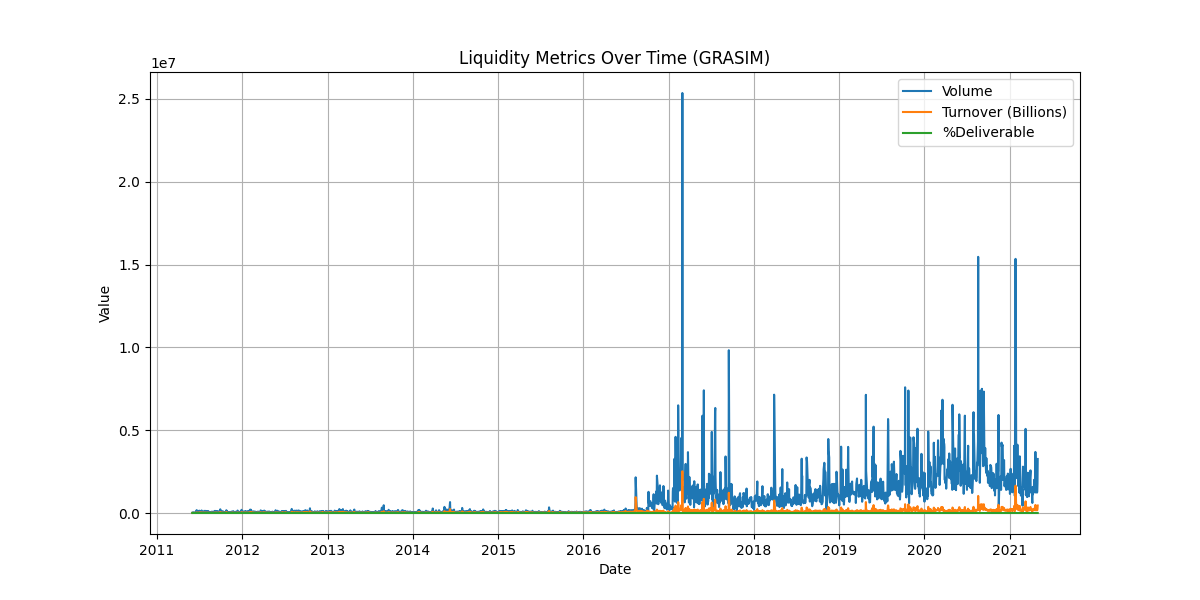 Liquidity Metrics Over Time (GRASIM)
1e7
Volume
Turnover (Billions)
%Deliverable
2.5
2.0
1.5
1.0
0.5
0.0
Value
2011 2012 2013 2014 2015 2016 2017 2018 2019 2020 2021
Date